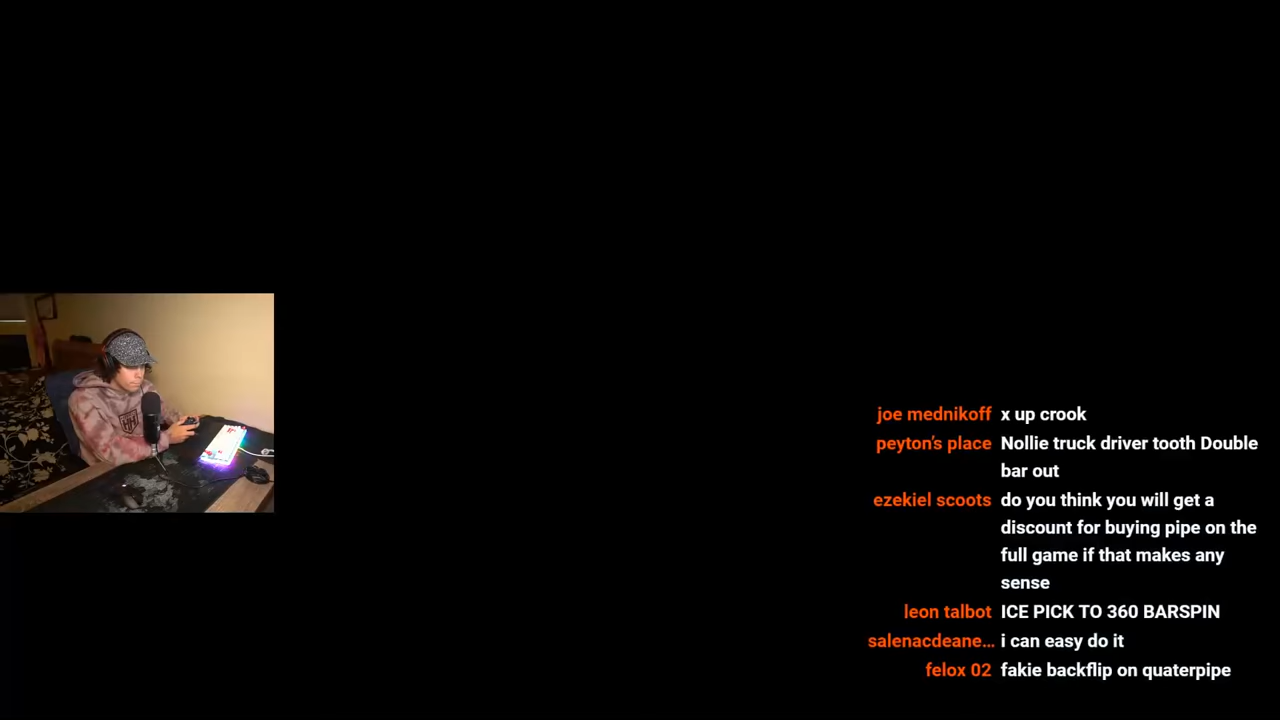 joe mednikoff x up crook
peyton's place Nollie truck driver tooth Double
bar out
ezekiel scoots do you think you will get a
discount for buying pipe on the
full game if that makes any
sense
leon talbot ICE PICK TO 360 BARSPIN
salenacdeane… i can easy do it
felox 02 fakie backflip on quaterpipe